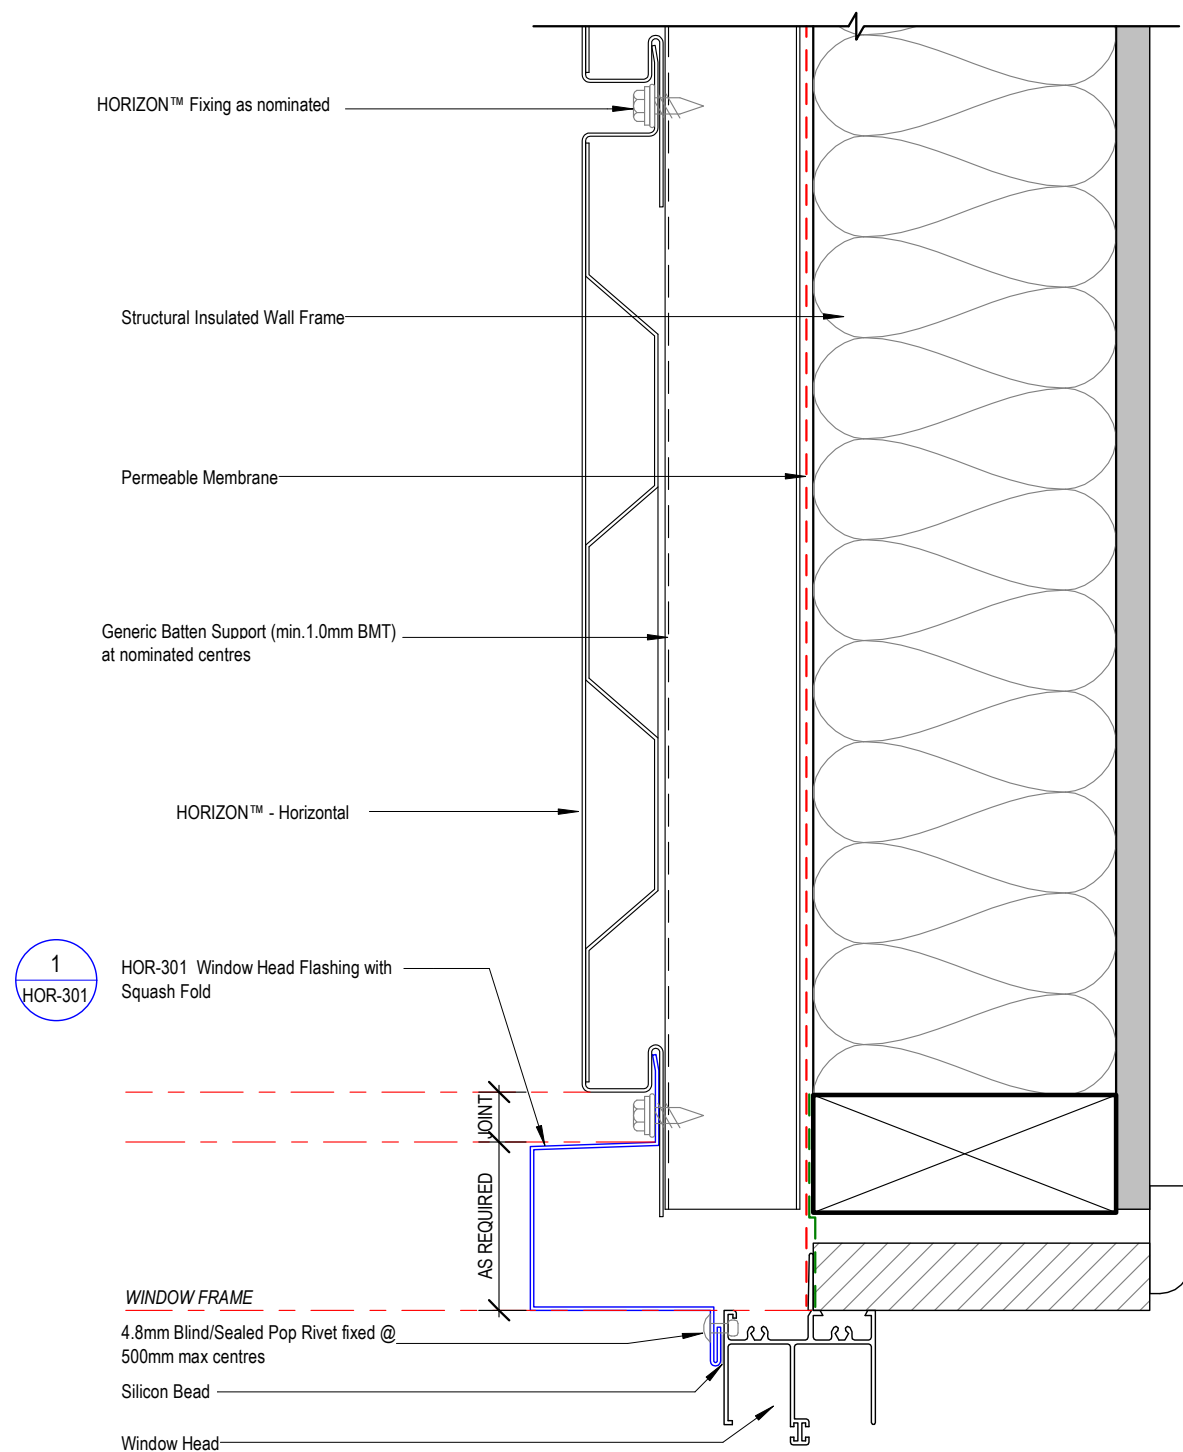 HORIZON™ Fixing as nominated
Structural Insulated Wall Frame
Permeable Membrane
Generic Batten Support (min.1.0mm BMT)
at nominated centres
HORIZON™ - Horizontal
1
HOR-301
HOR-301 Window Head Flashing with
Squash Fold
JOINT
AS REQUIRED
WINDOW FRAME
4.8mm Blind/Sealed Pop Rivet fixed @
500mm max centres
Silicon Bead
Window Head